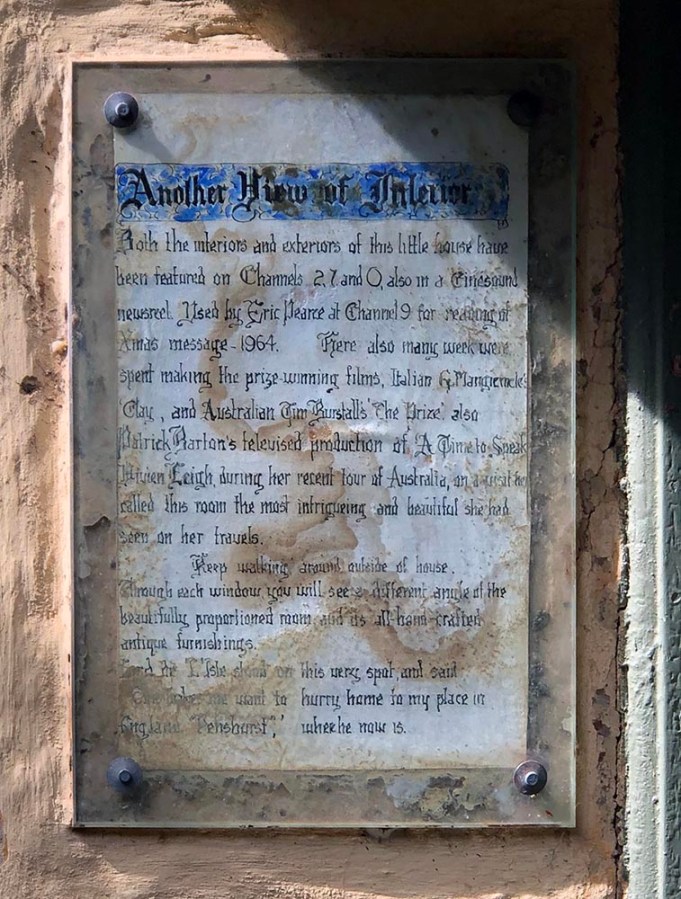 Another View of Interior
Both the interiors and exteriors of this little house have
been featured on Channels 2, 7 and 0, also in a Cinesound
newsreel. Used by Eric Pearce at Channel 9 for reading of
Xmas message - 1964. Here also many week were
spent making the prize-winning films, Italian G.
'Clay', and Australian Tim Burstall's 'The Prize' also
Patrick Barton's televised production of 'A Time to Speak
Vivien Leigh, during her recent tour of Australia, on a visit he
called this room the most intrigueing and beautiful she had
seen on her travels.
Keep walking around outside of house.
Through each window you will see a different angle of the
beautifully proportioned room and its all hand-crafted
antique furnishings.
Lord de L'Isle stood on this very spot and said
me want to hurry home to my place in
England "Penshurst",' where he now is.